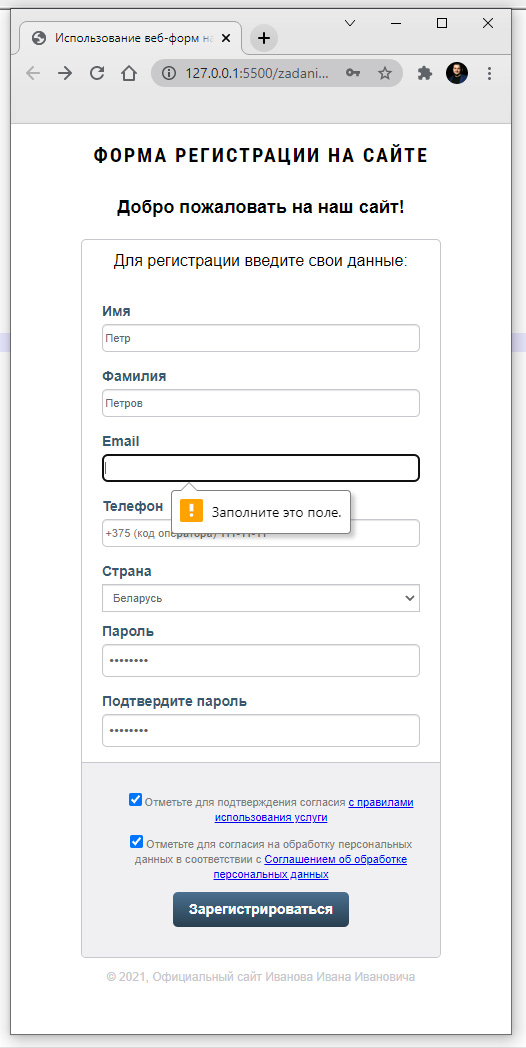 Использование веб-форм на
127.0.0.1:5500/zadani...
ФОРМА РЕГИСТРАЦИИ НА САЙТЕ
Добро пожаловать на наш сайт!
Для регистрации введите свои данные:
Имя
Петр
Фамилия
Петров
Email
Заполните это поле.
Телефон
+375 (код оператора) 111-11-11
Страна
Беларусь
Пароль
••••••••
Подтвердите пароль
••••••••
Отметьте для подтверждения согласия с правилами
использования услуги
Отметьте для согласия на обработку персональных
данных в соответствии с Соглашением об обработке
персональных данных
Зарегистрироваться
© 2021, Официальный сайт Иванова Ивана Ивановича